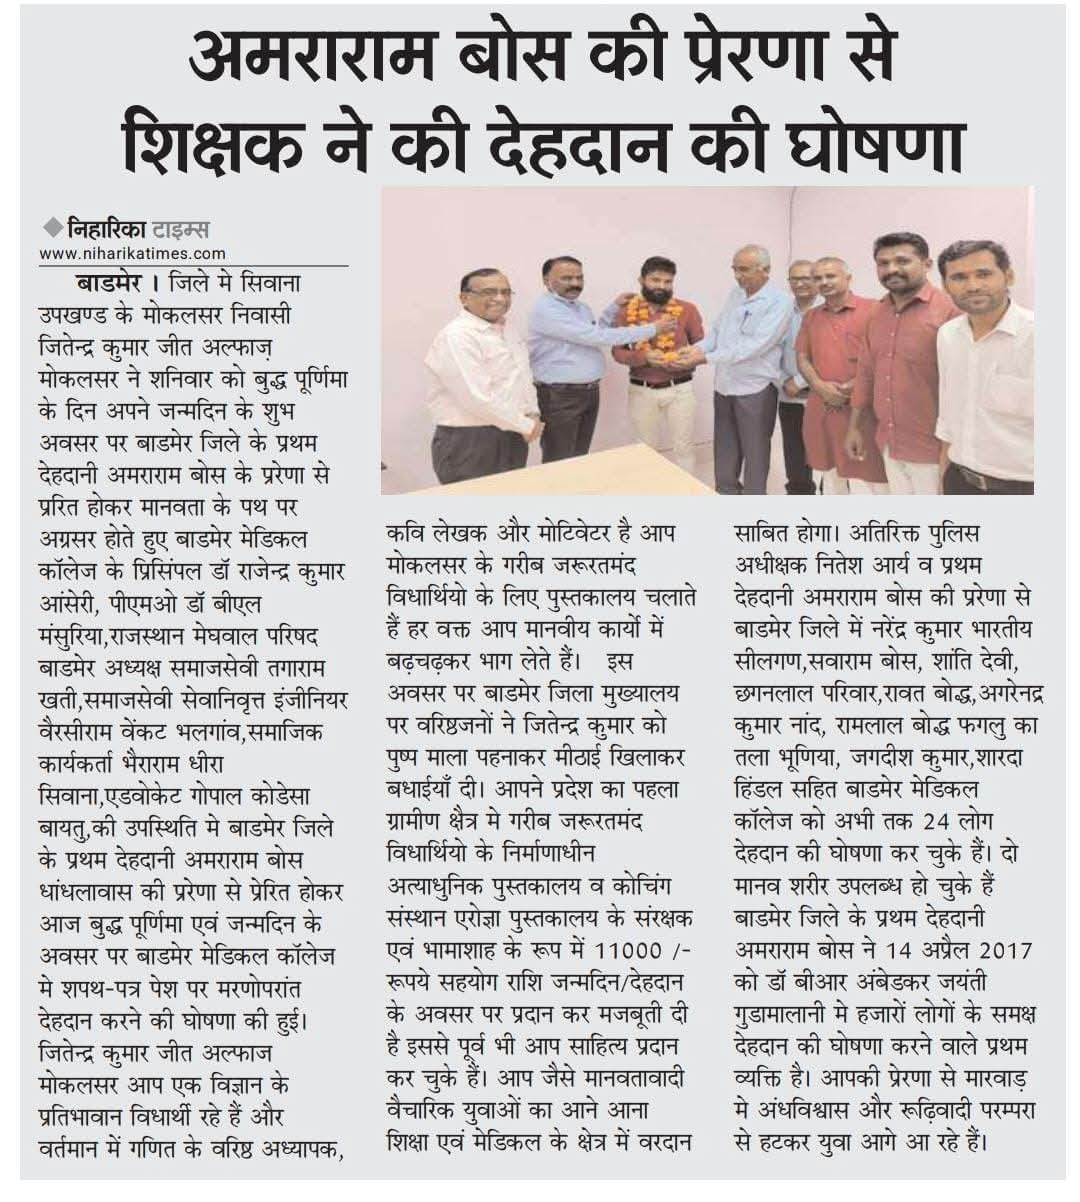 अमराराम बोस की प्रेरणा से
शिक्षक ने की देहदान की घोषणा
निहारिका टाइम्स
www.niharikatimes.com
बाडमेर । जिले मे सिवाना
उपखण्ड के मोकलसर निवासी
जितेन्द्र कुमार जीत अल्फाज़
मोकलसर ने शनिवार को बुद्ध पूर्णिमा
के दिन अपने जन्मदिन के शुभ
अवसर पर बाडमेर जिले के प्रथम
देहदानी अमराराम बोस के प्ररेणा से
प्ररित होकर मानवता के पथ पर
अग्रसर होते हुए बाडमेर मेडिकल
कॉलेज के प्रिसिंपल डॉ राजेन्द्र कुमार
आंसेरी, पीएमओ डॉ बीएल
मंसुरिया,राजस्थान मेघवाल परिषद
बाडमेर अध्यक्ष समाजसेवी तगाराम
खती,समाजसेवी सेवानिवृत्त इंजीनियर
वैरसीराम वेंकट भलगांव,समाजिक
कार्यकर्ता भैराराम धीरा
सिवाना,एडवोकेट गोपाल कोडेसा
बायतु,की उपस्थिति मे बाडमेर जिले
के प्रथम देहदानी अमराराम बोस
धांधलावास की प्ररेणा से प्रेरित होकर
आज बुद्ध पूर्णिमा एवं जन्मदिन के
अवसर पर बाडमेर मेडिकल कॉलेज
मे शपथ-पत्र पेश पर मरणोपरांत
देहदान करने की घोषणा की हुई।
जितेन्द्र कुमार जीत अल्फाज
मोकलसर आप एक विज्ञान के
प्रतिभावान विधार्थी रहे हैं और
वर्तमान में गणित के वरिष्ठ अध्यापक,
कवि लेखक और मोटिवेटर है आप
मोकलसर के गरीब जरूरतमंद
विधार्थियो के लिए पुस्तकालय चलाते
हैं हर वक्त आप मानवीय कार्यो में
बढ़चढ़कर भाग लेते हैं। इस
अवसर पर बाडमेर जिला मुख्यालय
पर वरिष्ठजनों ने जितेन्द्र कुमार को
पुष्प माला पहनाकर मीठाई खिलाकर
बधाईयाँ दी। आपने प्रदेश का पहला
ग्रामीण क्षैत्र मे गरीब जरूरतमंद
विधार्थियो के निर्माणाधीन
अत्याधुनिक पुस्तकालय व कोचिंग
संस्थान एरोज्ञा पुस्तकालय के संरक्षक
एवं भामाशाह के रूप में 11000 /-
रूपये सहयोग राशि जन्मदिन/देहदान
के अवसर पर प्रदान कर मजबूती दी
है इससे पूर्व भी आप साहित्य प्रदान
कर चुके हैं। आप जैसे मानवतावादी
वैचारिक युवाओं का आने आना
शिक्षा एवं मेडिकल के क्षेत्र में वरदान
साबित होगा। अतिरिक्त पुलिस
अधीक्षक नितेश आर्य व प्रथम
देहदानी अमराराम बोस की प्ररेणा से
बाडमेर जिले में नरेंद्र कुमार भारतीय
सीलगण,सवाराम बोस, शांति देवी,
छगनलाल परिवार,रावत बोद्ध,अगरेनद्र
कुमार नांद, रामलाल बोद्ध फगलु का
तला भूणिया, जगदीश कुमार,शारदा
हिंडल सहित बाडमेर मेडिकल
कॉलेज को अभी तक 24 लोग
देहदान की घोषणा कर चुके हैं। दो
मानव शरीर उपलब्ध हो चुके हैं
बाडमेर जिले के प्रथम देहदानी
अमराराम बोस ने 14 अप्रैल 2017
को डॉ बीआर अंबेडकर जयंती
गुडामालानी मे हजारों लोगों के समक्ष
देहदान की घोषणा करने वाले प्रथम
व्यक्ति है। आपकी प्रेरणा से मारवाड़
मे अंधविश्वास और रूढ़िवादी परम्परा
से हटकर युवा आगे आ रहे हैं।